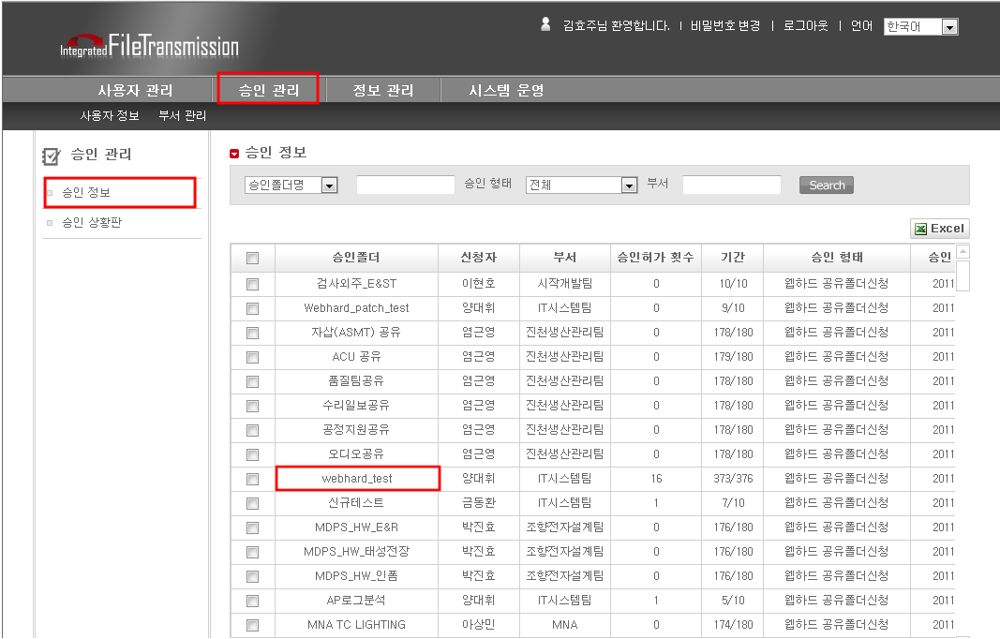 김효주님 환영합니다. | 비밀번호 변경 | 로그아웃 | 언어 한국어
Integrated FileTransmission
사용자 관리 승인 관리 정보 관리 시스템 운영
사용자 정보 부서 관리
승인 관리
승인 정보
승인 상황판
승인 정보
승인폴더명 승인 형태 전체 부서 Search
Excel
승인폴더 신청자 부서 승인허가 횟수 기간 승인 형태 승인
검사외주_E&ST 이현호 시작개발팀 0 10/10 웹하드 공유폴더신청 2011
Webhard_patch_test 양대휘 IT시스템팀 0 9/10 웹하드 공유폴더신청 2011
자삽(ASMT) 공유 염근영 진천생산관리팀 0 178/180 웹하드 공유폴더신청 2011
ACU 공유 염근영 진천생산관리팀 0 179/180 웹하드 공유폴더신청 2011
품질팀공유 염근영 진천생산관리팀 0 178/180 웹하드 공유폴더신청 2011
수리일보공유 염근영 진천생산관리팀 0 178/180 웹하드 공유폴더신청 2011
공정지원공유 염근영 진천생산관리팀 0 178/180 웹하드 공유폴더신청 2011
오디오공유 염근영 진천생산관리팀 0 178/180 웹하드 공유폴더신청 2011
webhard_test 양대휘 IT시스템팀 16 373/376 웹하드 공유폴더신청 2011
신규테스트 금동환 IT시스템팀 1 7/10 웹하드 공유폴더신청 2011
MDPS_HW_E&R 박진효 조향전자설계팀 0 176/180 웹하드 공유폴더신청 2011
MDPS_HW_태성전장 박진효 조향전자설계팀 0 176/180 웹하드 공유폴더신청 2011
MDPS_HW_인폼 박진효 조향전자설계팀 0 176/180 웹하드 공유폴더신청 2011
AP로그분석 양대휘 IT시스템팀 1 5/10 웹하드 공유폴더신청 2011
MNA TC LIGHTING 이상민 MNA 0 174/180 웹하드 공유폴더신청 2011